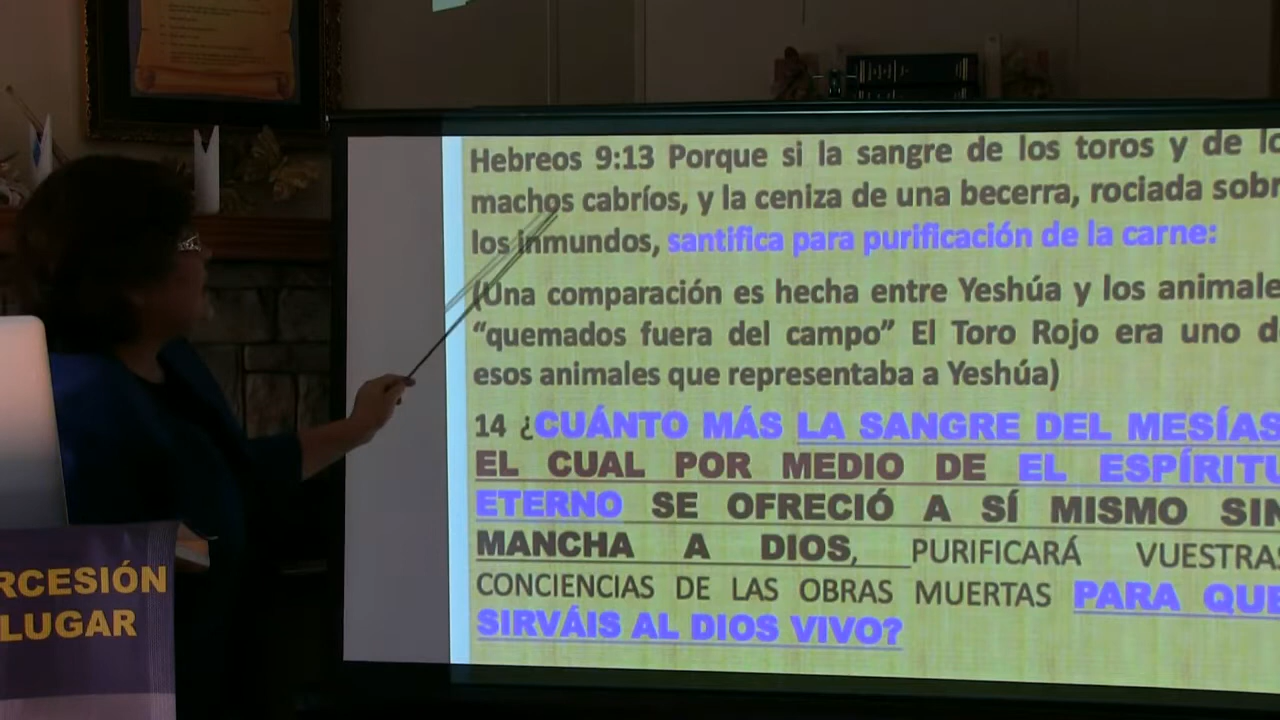 Hebreos 9:13 Porque si la sangre de los toros y de
machos cabríos, y la ceniza de una becerra, rociada
los inmundos, santifica para purificación de la carne:
(Una comparación es hecha entre Yeshúa y los
"quemados fuera del campo" El Toro Rojo era uno
esos animales que representaba a Yeshúa)
14 ¿CUÁNTO MÁS LA SANGRE DEL MESÍAS
EL CUAL POR MEDIO DE EL ESPÍRITU
ETERNO SE OFRECIÓ A SÍ MISMO SIN
MANCHA A DIOS, PURIFICARÁ VUESTRAS
CONCIENCIAS DE LAS OBRAS MUERTAS PARA QUE
SIRVÁIS AL DIOS VIVO?
RCESIÓN
LUGAR